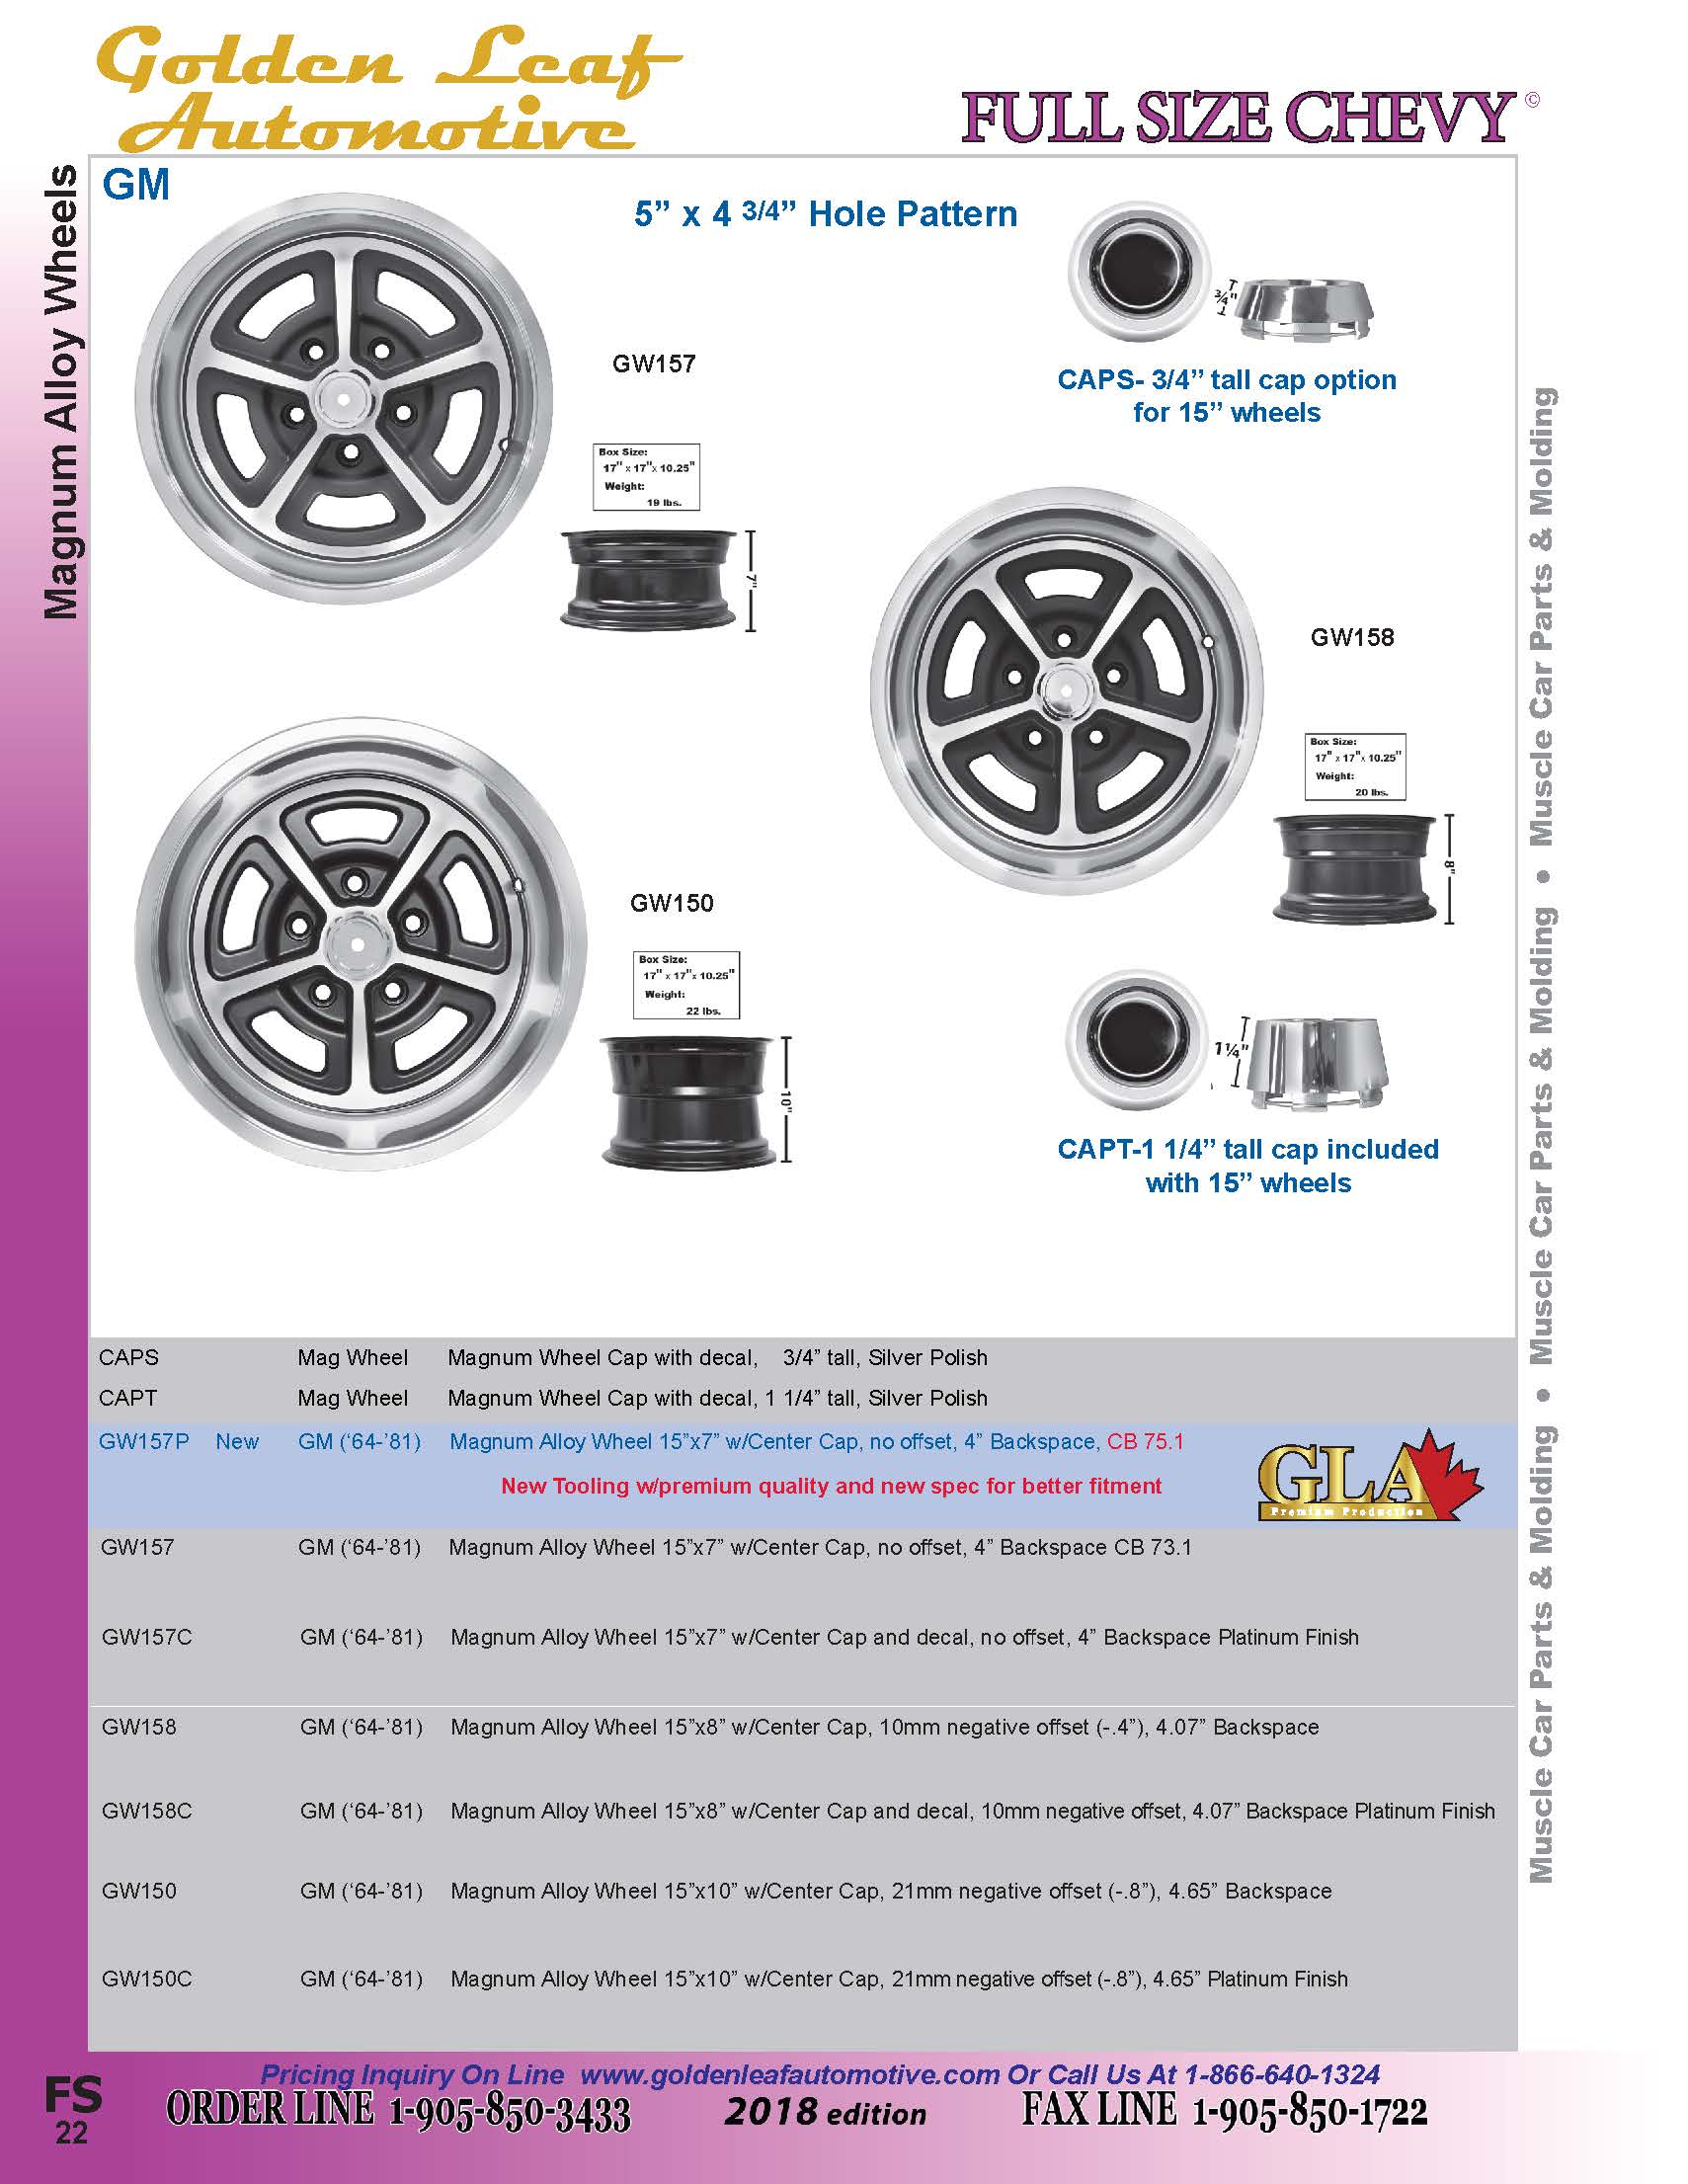 Golden Leaf
Automotive
FULL SIZE CHEVY©
Magnum Alloy Wheels
GM
5” x 4 3/4” Hole Pattern
GW157
Box Size:
17" x 17"x 10.25"
Weight:
19 lbs.
7"
3/4"
CAPS- 3/4” tall cap option
for 15” wheels
GW158
Box Size:
17" x 17"x 10.25"
Weight:
20 lbs.
8"
GW150
Box Size:
17" x 17"x 10.25"
Weight:
22 lbs.
10"
1¼"
CAPT-1 1/4” tall cap included
with 15” wheels
CAPS Mag Wheel Magnum Wheel Cap with decal, 3/4” tall, Silver Polish
CAPT Mag Wheel Magnum Wheel Cap with decal, 1 1/4” tall, Silver Polish
GW157P New GM (‘64-’81) Magnum Alloy Wheel 15”x7” w/Center Cap, no offset, 4” Backspace, CB 75.1
New Tooling w/premium quality and new spec for better fitment
GLA
Premium Production
GW157 GM (‘64-’81) Magnum Alloy Wheel 15”x7” w/Center Cap, no offset, 4” Backspace CB 73.1
GW157C GM (‘64-’81) Magnum Alloy Wheel 15”x7” w/Center Cap and decal, no offset, 4” Backspace Platinum Finish
GW158 GM (‘64-’81) Magnum Alloy Wheel 15”x8” w/Center Cap, 10mm negative offset (-.4”), 4.07” Backspace
GW158C GM (‘64-’81) Magnum Alloy Wheel 15”x8” w/Center Cap and decal, 10mm negative offset, 4.07” Backspace Platinum Finish
GW150 GM (‘64-’81) Magnum Alloy Wheel 15”x10” w/Center Cap, 21mm negative offset (-.8”), 4.65” Backspace
GW150C GM (‘64-’81) Magnum Alloy Wheel 15”x10” w/Center Cap, 21mm negative offset (-.8”), 4.65” Platinum Finish
Muscle Car Parts & Molding • Muscle Car Parts & Molding • Muscle Car Parts & Molding
Pricing Inquiry On Line www.goldenleafautomotive.com Or Call Us At 1-866-640-1324
FS
22
ORDER LINE 1-905-850-3433 2018 edition FAX LINE 1-905-850-1722